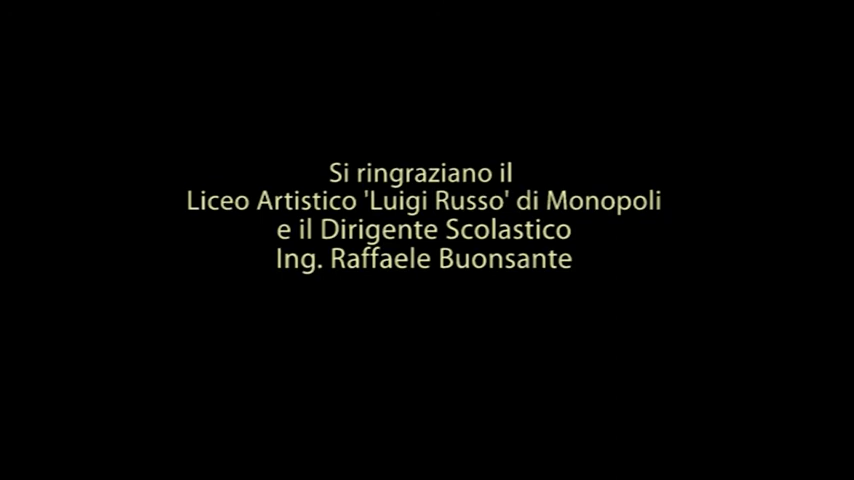 Si ringraziano il
Liceo Artistico 'Luigi Russo' di Monopoli
e il Dirigente Scolastico
Ing. Raffaele Buonsante